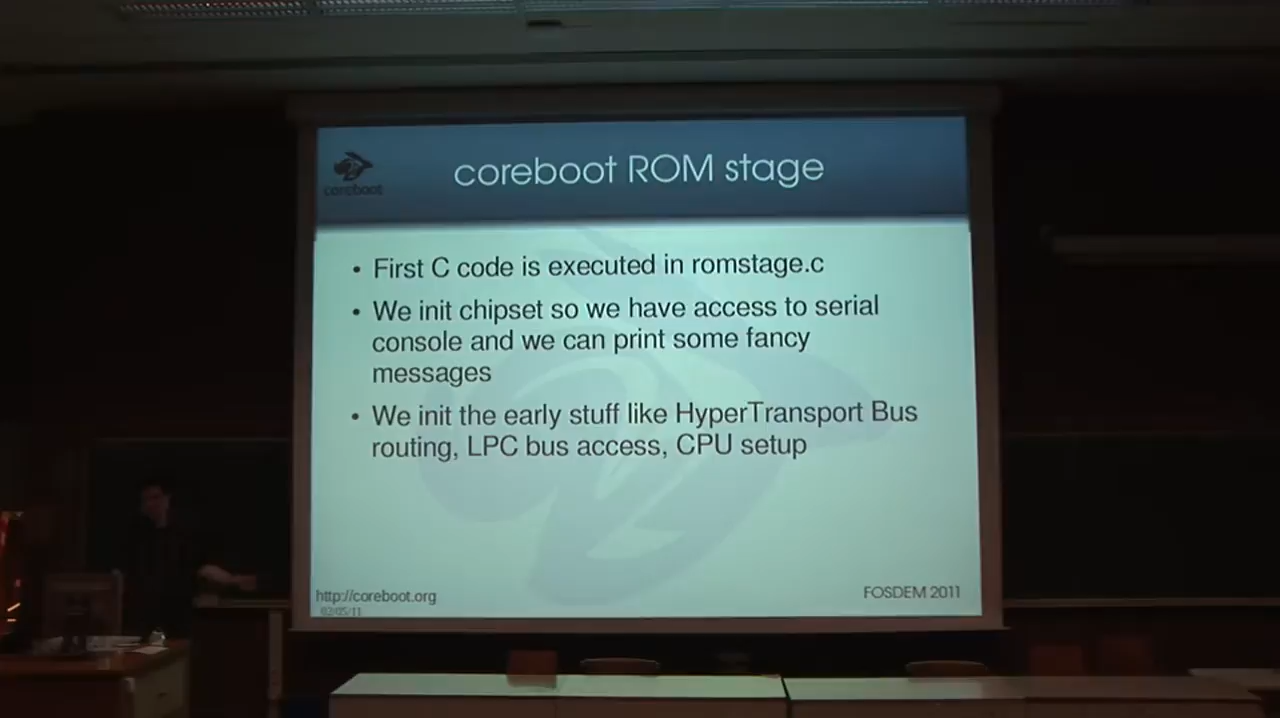 coreboot ROM stage
coreboot
• First C code is executed in romstage.c
• We init chipset so we have access to serial
console and we can print some fancy
messages
• We init the early stuff like HyperTransport Bus
routing, LPC bus access, CPU setup
http://coreboot.org
02/05/11
FOSDEM 2011